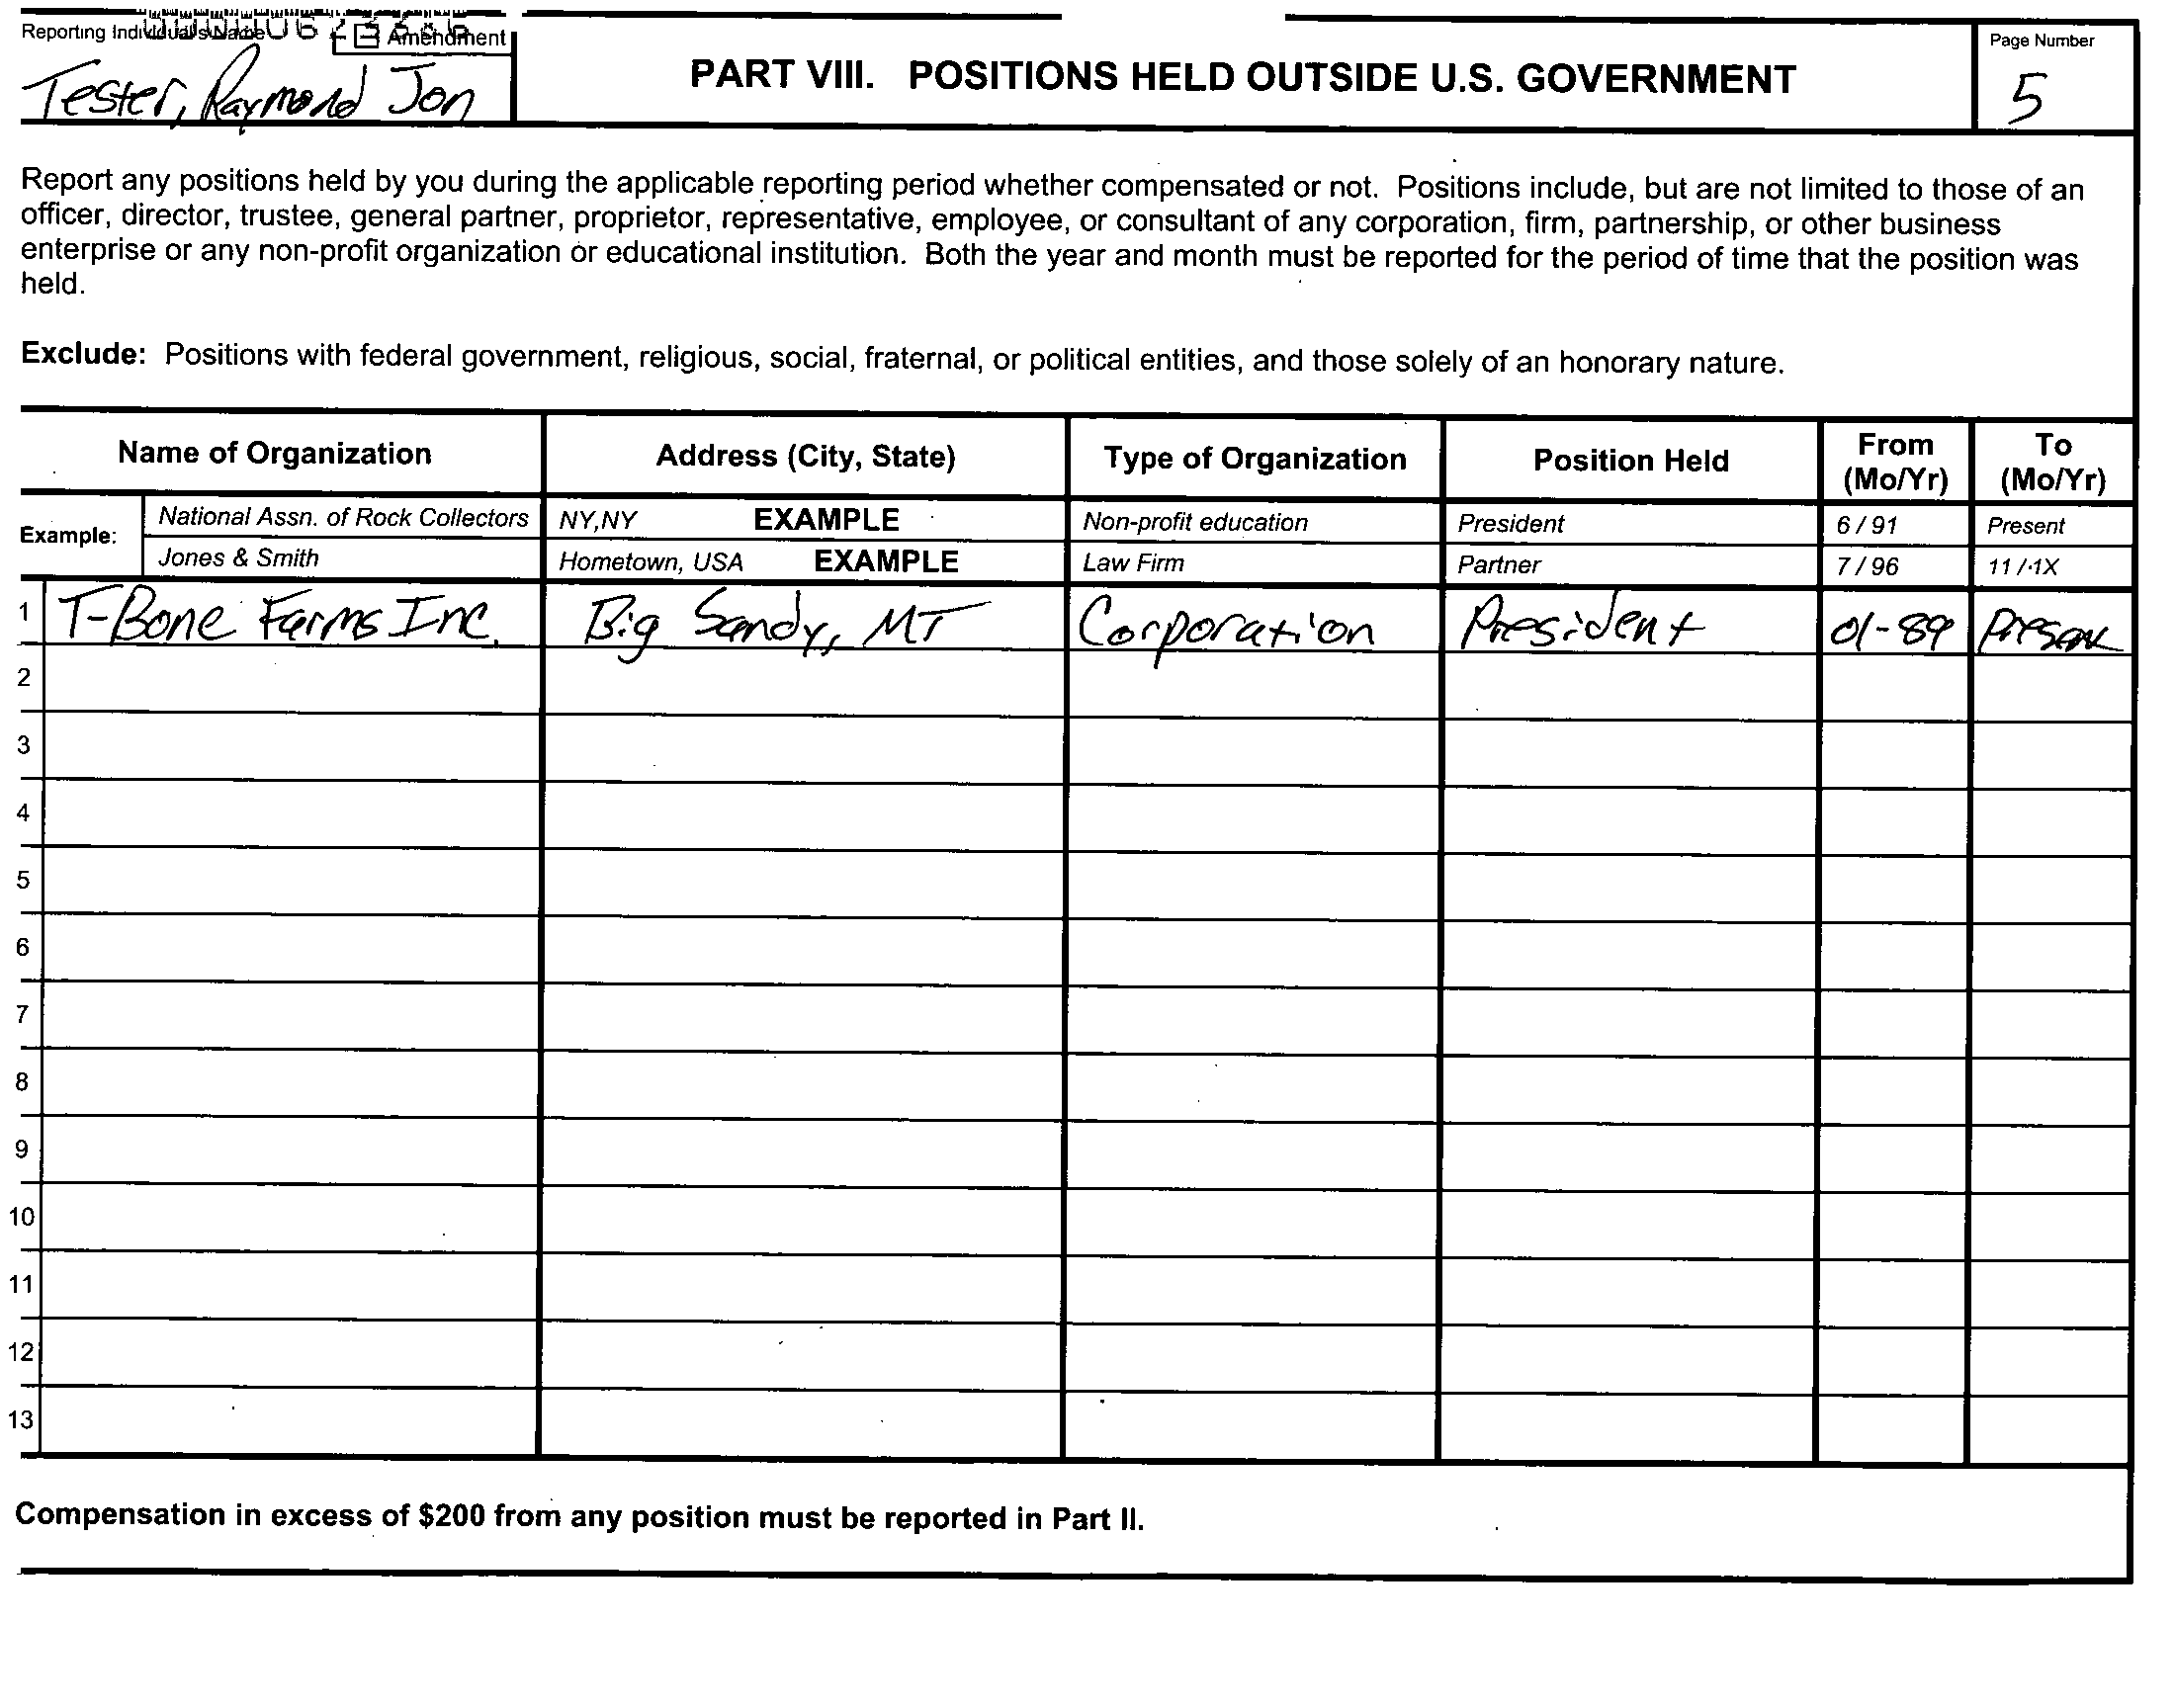 Reporting Individual's Name Amendment
Tester, Raymond Jon
PART VIII. POSITIONS HELD OUTSIDE U.S. GOVERNMENT
Page Number
5
Report any positions held by you during the applicable reporting period whether compensated or not. Positions include, but are not limited to those of an
officer, director, trustee, general partner, proprietor, representative, employee, or consultant of any corporation, firm, partnership, or other business
enterprise or any non-profit organization or educational institution. Both the year and month must be reported for the period of time that the position was
held.
Exclude: Positions with federal government, religious, social, fraternal, or political entities, and those solely of an honorary nature.
Name of Organization Address (City, State) Type of Organization Position Held From (Mo/Yr) To (Mo/Yr)
Example: National Assn. of Rock Collectors NY,NY EXAMPLE Non-profit education President 6 / 91 Present
Jones & Smith Hometown, USA EXAMPLE Law Firm Partner 7 / 96 11 / 1X
1 T-Bone Farms Inc. Big Sandy, MT Corporation President 01-89 Present
2
3
4
5
6
7
8
9
10
11
12
13
Compensation in excess of $200 from any position must be reported in Part II.